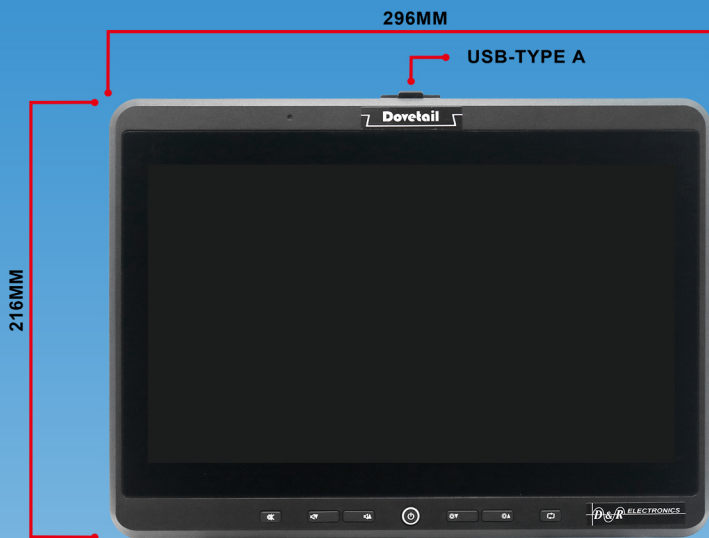 296MM
USB-TYPE A
Dovetail
216MM
D&R ELECTRONICS